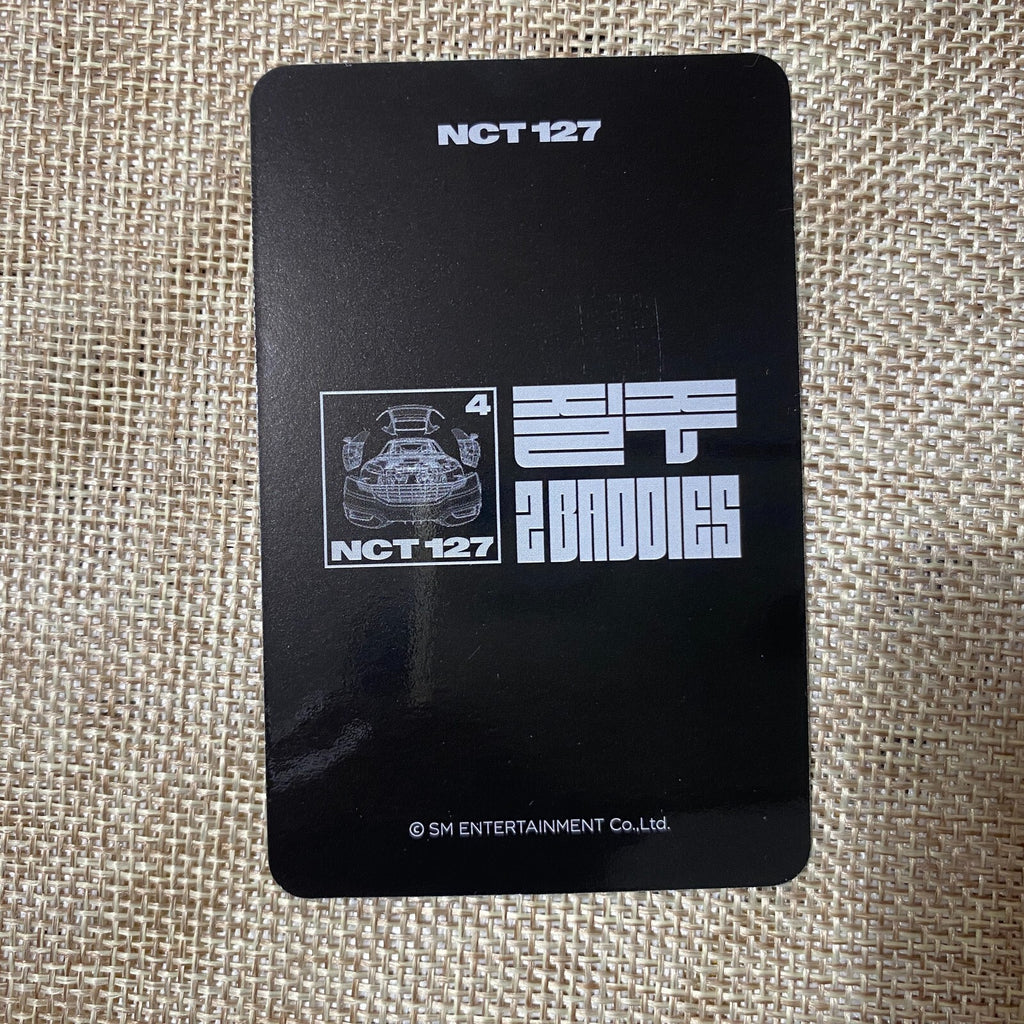 NCT 127
4
NCT 127
질주
2 BADDIES
© SM ENTERTAINMENT Co.,Ltd.